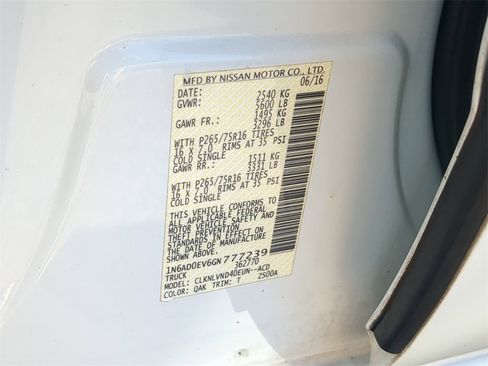 MFD BY NISSAN MOTOR CO., LTD.
DATE: 06/16
GVWR: 2540 KG
5600 LB
GAWR FR.: 1495 KG
3296 LB
WITH P265/75R16 TIRES
16 X 7.0 RIMS AT 35 PSI
COLD SINGLE
GAWR RR.: 1511 KG
3331 LB
WITH P265/75R16 TIRES
16 X 7.0 RIMS AT 35 PSI
COLD SINGLE
THIS VEHICLE CONFORMS TO
ALL APPLICABLE FEDERAL
MOTOR VEHICLE SAFETY AND
THEFT PREVENTION
STANDARDS IN EFFECT ON
THE DATE OF MANUFACTURE
SHOWN ABOVE.
1N6AD0EV6GN777239
TRUCK 362770
MODEL: CLKNLVND40EUN--ACD
COLOR: QAK TRIM: T Z500A